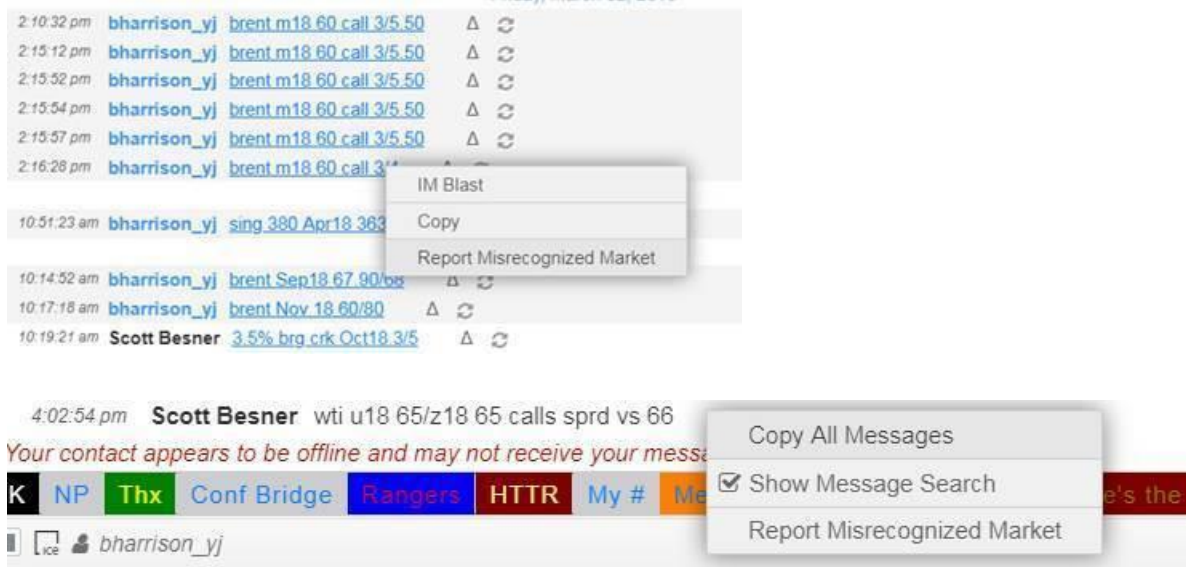 2:10:32 pm bharrison_yj brent m18 60 call 3/5.50 Δ
2:15:12 pm bharrison_yj brent m18 60 call 3/5.50 Δ
2:15:52 pm bharrison_yj brent m18 60 call 3/5.50 Δ
2:15:54 pm bharrison_yj brent m18 60 call 3/5.50 Δ
2:15:57 pm bharrison_yj brent m18 60 call 3/5.50 Δ
2:16:28 pm bharrison_yj brent m18 60 call
IM Blast
10:51:23 am bharrison_yj sing 380 Apr18 363
Copy
Report Misrecognized Market
10:14:52 am bharrison_yj brent Sep18 67.90/68 Δ
10:17:18 am bharrison_yj brent Nov 18 60/80 Δ
10:19:21 am Scott Besner 3.5% brg crk Oct18 3/5 Δ
4:02:54 pm Scott Besner wti u18 65/z18 65 calls sprd vs 66
Your contact appears to be offline and may not receive your
Copy All Messages
Show Message Search
Report Misrecognized Market
K NP Thx Conf Bridge Rangers HTTR My # e's the
ice bharrison_yj